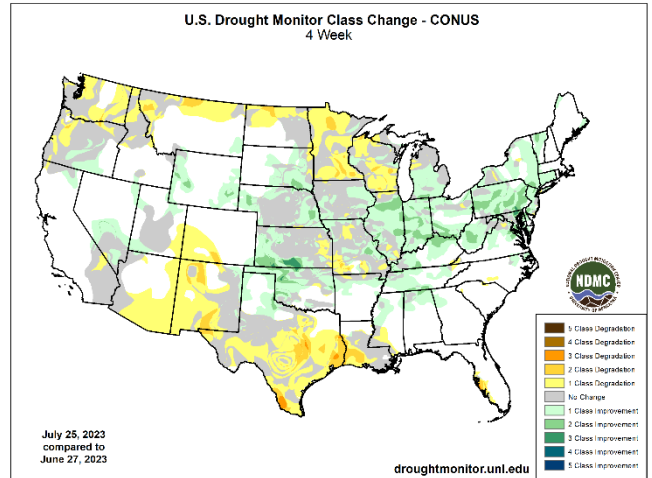 U.S. Drought Monitor Class Change - CONUS
4 Week
NDMC
5 Class Degradation
4 Class Degradation
3 Class Degradation
2 Class Degradation
1 Class Degradation
No Change
1 Class Improvement
2 Class Improvement
3 Class Improvement
4 Class Improvement
5 Class Improvement
July 25, 2023
compared to
June 27, 2023
droughtmonitor.unl.edu